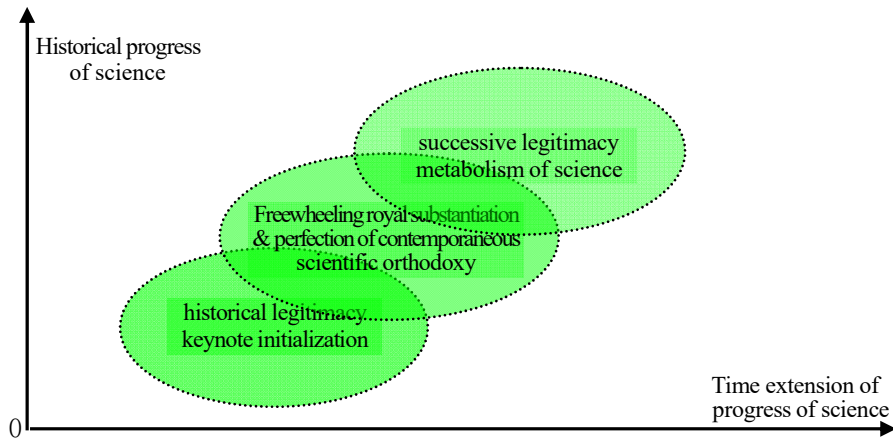 Historical progress
of science
successive legitimacy
metabolism of science
Freewheeling royal substantiation
& perfection of contemporaneous
scientific orthodoxy
historical legitimacy
keynote initialization
Time extension of
progress of science
0